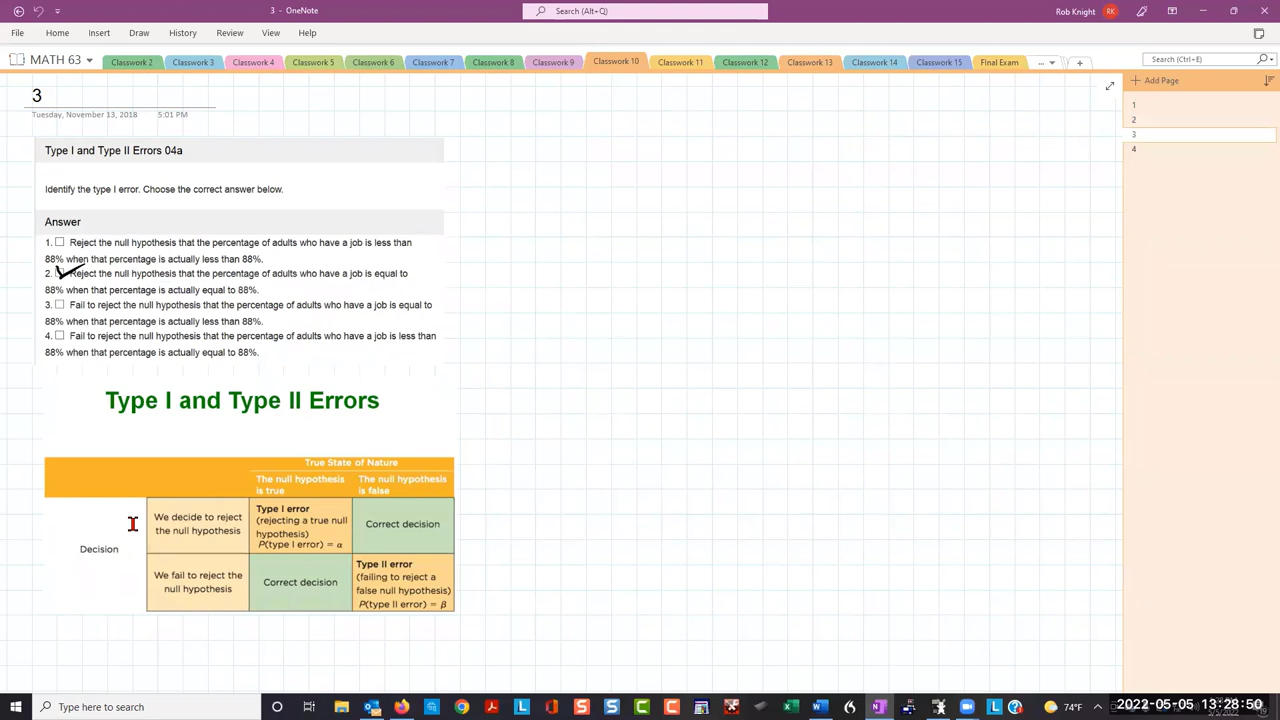 3 - OneNote
Search (Alt+Q)
Rob Knight
RK
File Home Insert Draw History Review View Help
MATH 63
Classwork 2 Classwork 3 Classwork 4 Classwork 5 Classwork 6 Classwork 7 Classwork 8 Classwork 9 Classwork 10 Classwork 11 Classwork 12 Classwork 13 Classwork 14 Classwork 15 FInal Exam ...
Search (Ctrl+E)
Add Page
1
2
3
4
3
Tuesday, November 13, 2018 5:01 PM
Type I and Type II Errors 04a
Identify the type I error. Choose the correct answer below.
Answer
1. Reject the null hypothesis that the percentage of adults who have a job is less than
88% when that percentage is actually less than 88%.
2. Reject the null hypothesis that the percentage of adults who have a job is equal to
88% when that percentage is actually equal to 88%.
3. Fail to reject the null hypothesis that the percentage of adults who have a job is equal to
88% when that percentage is actually less than 88%.
4. Fail to reject the null hypothesis that the percentage of adults who have a job is less than
88% when that percentage is actually equal to 88%.
Type I and Type II Errors
True State of Nature
The null hypothesis
is true
The null hypothesis
is false
Decision
We decide to reject
the null hypothesis
Type I error
(rejecting a true null
hypothesis)
P(type I error) = α
Correct decision
We fail to reject the
null hypothesis
Correct decision
Type II error
(failing to reject a
false null hypothesis)
P(type II error) = β
Type here to search
74°F
2022-05-05 13:28:50